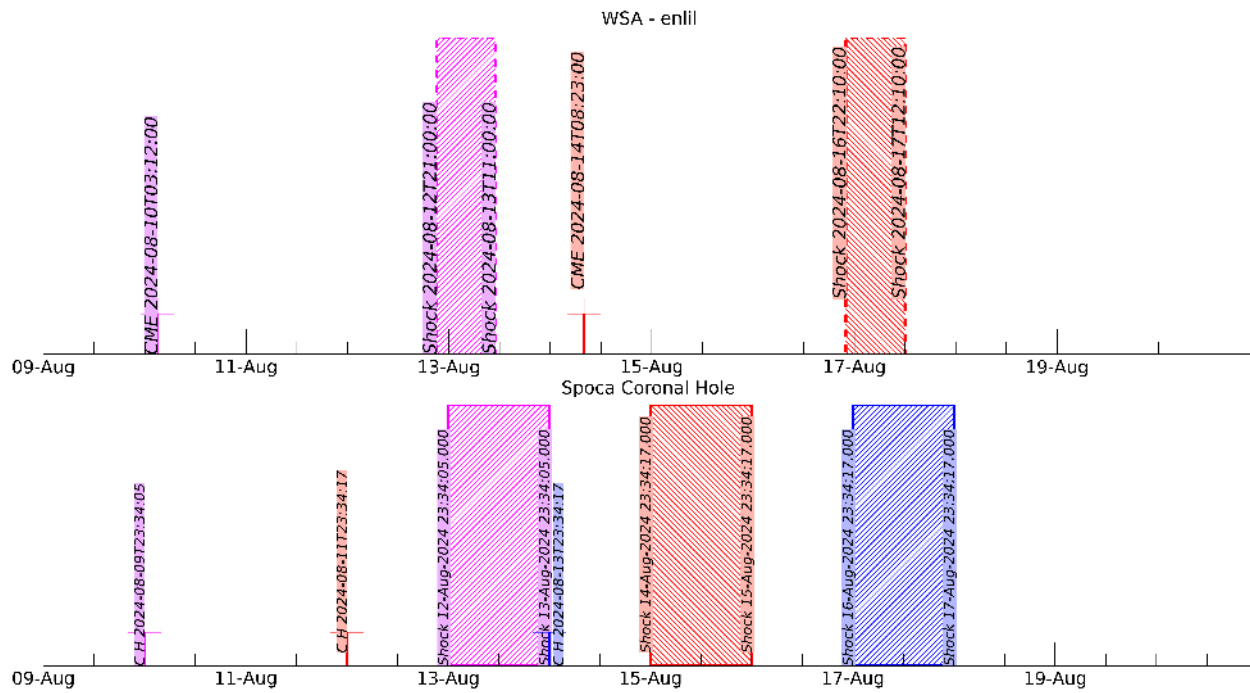 WSA - enlil
CME 2024-08-10T03:12:00
Shock 2024-08-12T21:00:00
Shock 2024-08-13T11:00:00
CME 2024-08-14T08:23:00
Shock 2024-08-16T22:10:00
Shock 2024-08-17T12:10:00
09-Aug 11-Aug 13-Aug 15-Aug 17-Aug 19-Aug
Spoca Coronal Hole
C H 2024-08-09T23:34:05
C H 2024-08-11T23:34:17
Shock 12-Aug-2024 23:34:05.000
Shock 13-Aug-2024 23:34:05.000
C H 2024-08-13T23:34:17
Shock 14-Aug-2024 23:34:17.000
Shock 15-Aug-2024 23:34:17.000
Shock 16-Aug-2024 23:34:17.000
Shock 17-Aug-2024 23:34:17.000
09-Aug 11-Aug 13-Aug 15-Aug 17-Aug 19-Aug